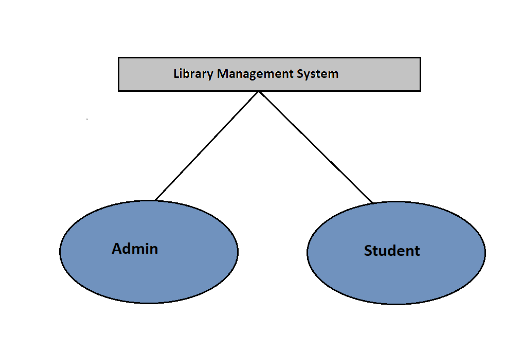 Library Management System
Admin
Student